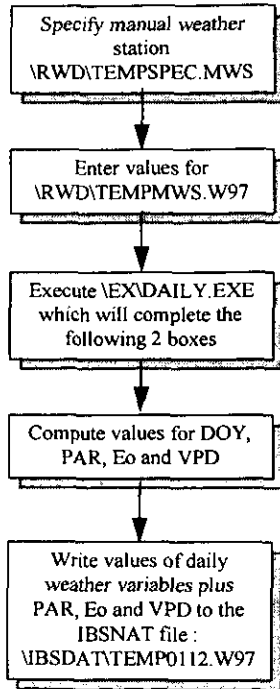 Specify manual weather
station
\RWD\TEMPSPEC.MWS
Enter values for
\RWD\TEMPMWS.W97
Execute \EX\DAILY.EXE
which will complete the
following 2 boxes
Compute values for DOY,
PAR, Eo and VPD
Write values of daily
weather variables plus
PAR, Eo and VPD to the
IBSNAT file :
\IBSDAT\TEMP0112.W97